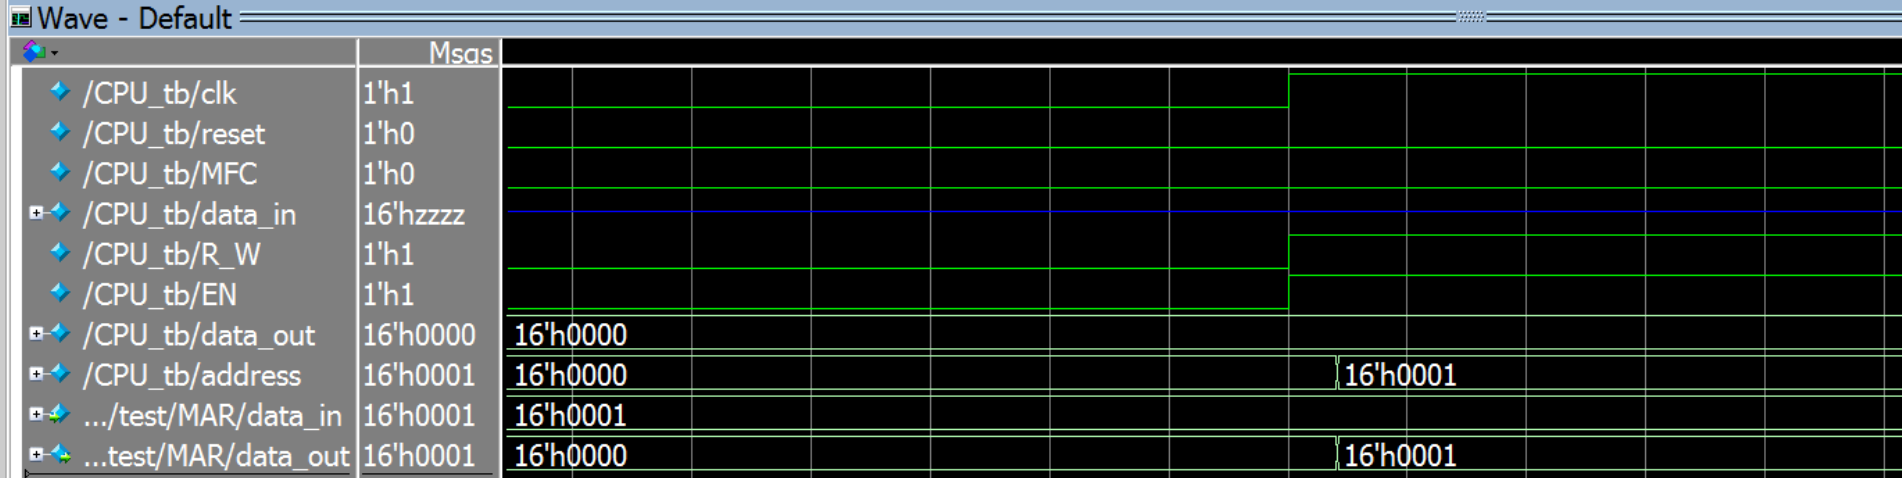 Wave - Default
Msgs
/CPU_tb/clk 1'h1
/CPU_tb/reset 1'h0
/CPU_tb/MFC 1'h0
/CPU_tb/data_in 16'hzzzz
/CPU_tb/R_W 1'h1
/CPU_tb/EN 1'h1
/CPU_tb/data_out 16'h0000 16'h0000
/CPU_tb/address 16'h0001 16'h0000 16'h0001
.../test/MAR/data_in 16'h0001 16'h0001
...test/MAR/data_out 16'h0001 16'h0000 16'h0001